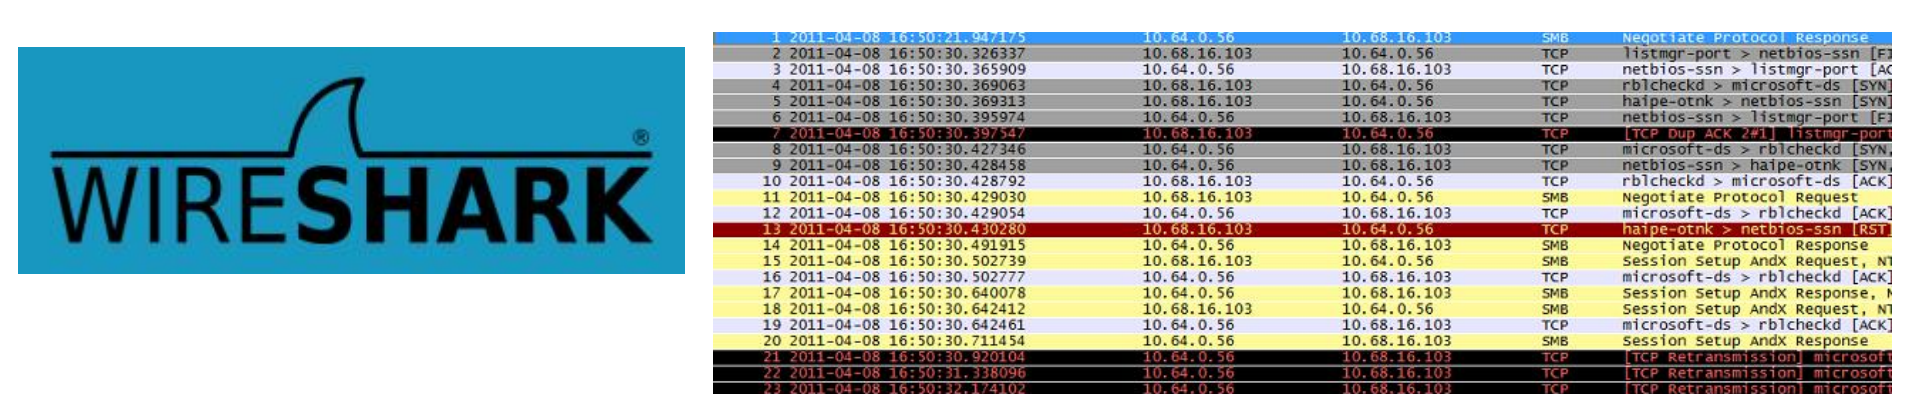 WIRESHARK®
1 2011-04-08 16:50:21.947175 10.64.0.56 10.68.16.103 SMB Negotiate Protocol Response
2 2011-04-08 16:50:30.326337 10.68.16.103 10.64.0.56 TCP listmgr-port > netbios-ssn [FI
3 2011-04-08 16:50:30.365909 10.64.0.56 10.68.16.103 TCP netbios-ssn > listmgr-port [AC
4 2011-04-08 16:50:30.369063 10.68.16.103 10.64.0.56 TCP rblcheckd > microsoft-ds [SYN]
5 2011-04-08 16:50:30.369313 10.68.16.103 10.64.0.56 TCP haipe-otnk > netbios-ssn [SYN]
6 2011-04-08 16:50:30.395974 10.64.0.56 10.68.16.103 TCP netbios-ssn > listmgr-port [FI
7 2011-04-08 16:50:30.397547 10.68.16.103 10.64.0.56 TCP [TCP Dup ACK 2#1] listmgr-port
8 2011-04-08 16:50:30.427346 10.64.0.56 10.68.16.103 TCP microsoft-ds > rblcheckd [SYN,
9 2011-04-08 16:50:30.428458 10.64.0.56 10.68.16.103 TCP netbios-ssn > haipe-otnk [SYN,
10 2011-04-08 16:50:30.428792 10.68.16.103 10.64.0.56 TCP rblcheckd > microsoft-ds [ACK]
11 2011-04-08 16:50:30.429030 10.68.16.103 10.64.0.56 SMB Negotiate Protocol Request
12 2011-04-08 16:50:30.429054 10.64.0.56 10.68.16.103 TCP microsoft-ds > rblcheckd [ACK]
13 2011-04-08 16:50:30.430280 10.68.16.103 10.64.0.56 TCP haipe-otnk > netbios-ssn [RST]
14 2011-04-08 16:50:30.491915 10.64.0.56 10.68.16.103 SMB Negotiate Protocol Response
15 2011-04-08 16:50:30.502739 10.68.16.103 10.64.0.56 SMB Session Setup AndX Request, NT
16 2011-04-08 16:50:30.502777 10.64.0.56 10.68.16.103 TCP microsoft-ds > rblcheckd [ACK]
17 2011-04-08 16:50:30.640078 10.64.0.56 10.68.16.103 SMB Session Setup AndX Response, N
18 2011-04-08 16:50:30.642412 10.68.16.103 10.64.0.56 SMB Session Setup AndX Request, NT
19 2011-04-08 16:50:30.642461 10.64.0.56 10.68.16.103 TCP microsoft-ds > rblcheckd [ACK]
20 2011-04-08 16:50:30.711454 10.64.0.56 10.68.16.103 SMB Session Setup AndX Response
21 2011-04-08 16:50:30.920104 10.64.0.56 10.68.16.103 TCP [TCP Retransmission] microsoft
22 2011-04-08 16:50:31.338096 10.64.0.56 10.68.16.103 TCP [TCP Retransmission] microsoft
23 2011-04-08 16:50:32.174102 10.64.0.56 10.68.16.103 TCP [TCP Retransmission] microsoft